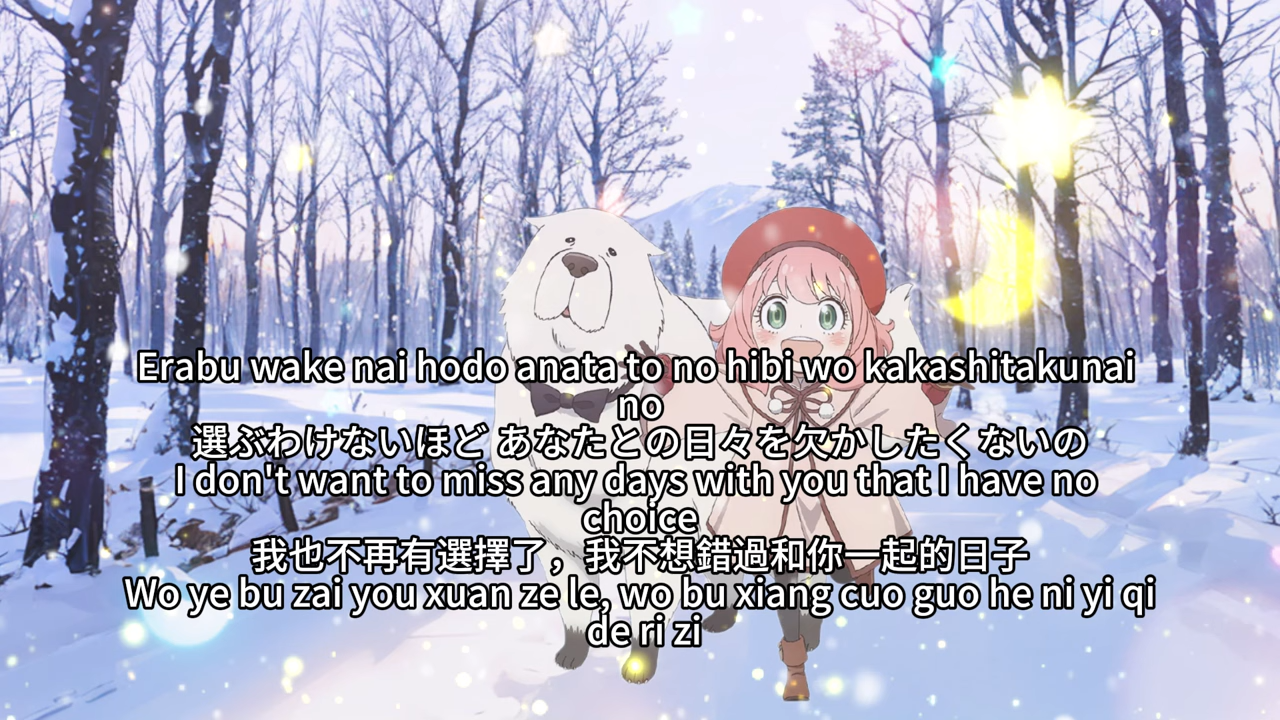 Erabu wake nai hodo anata to no hibi wo kakashitakunai
no
選ぶわけないほど あなたとの日々を欠かしたくないの
I don't want to miss any days with you that I have no
choice
我也不再有選擇了，我不想錯過和你一起的日子
Wo ye bu zai you xuan ze le, wo bu xiang cuo guo he ni yi qi
de ri zi